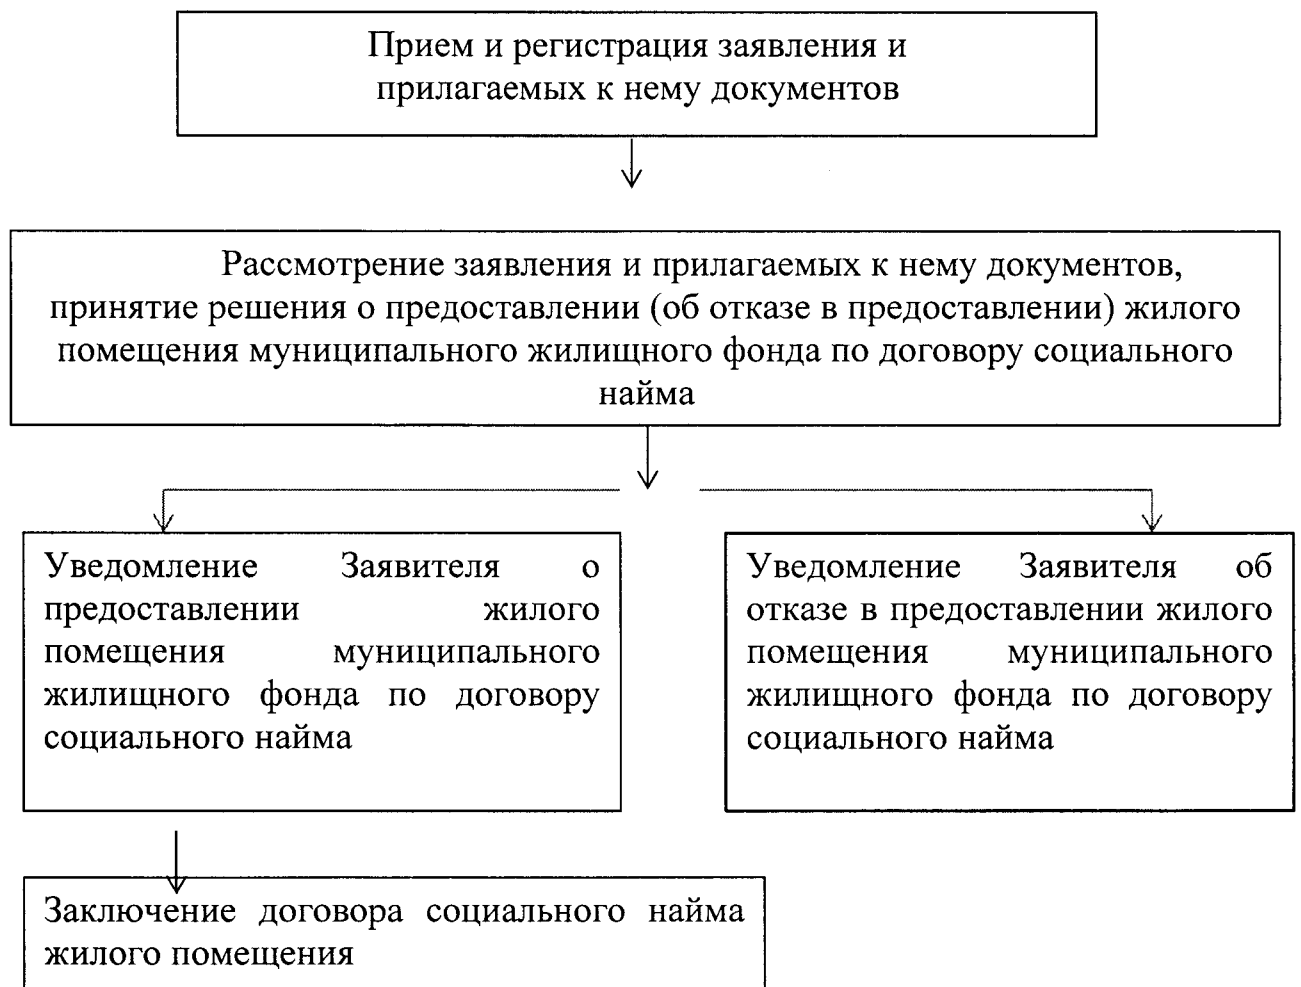 Прием и регистрация заявления и
прилагаемых к нему документов
Рассмотрение заявления и прилагаемых к нему документов,
принятие решения о предоставлении (об отказе в предоставлении) жилого
помещения муниципального жилищного фонда по договору социального
найма
Уведомление Заявителя о
предоставлении жилого
помещения муниципального
жилищного фонда по договору
социального найма
Уведомление Заявителя об
отказе в предоставлении жилого
помещения муниципального
жилищного фонда по договору
социального найма
Заключение договора социального найма
жилого помещения